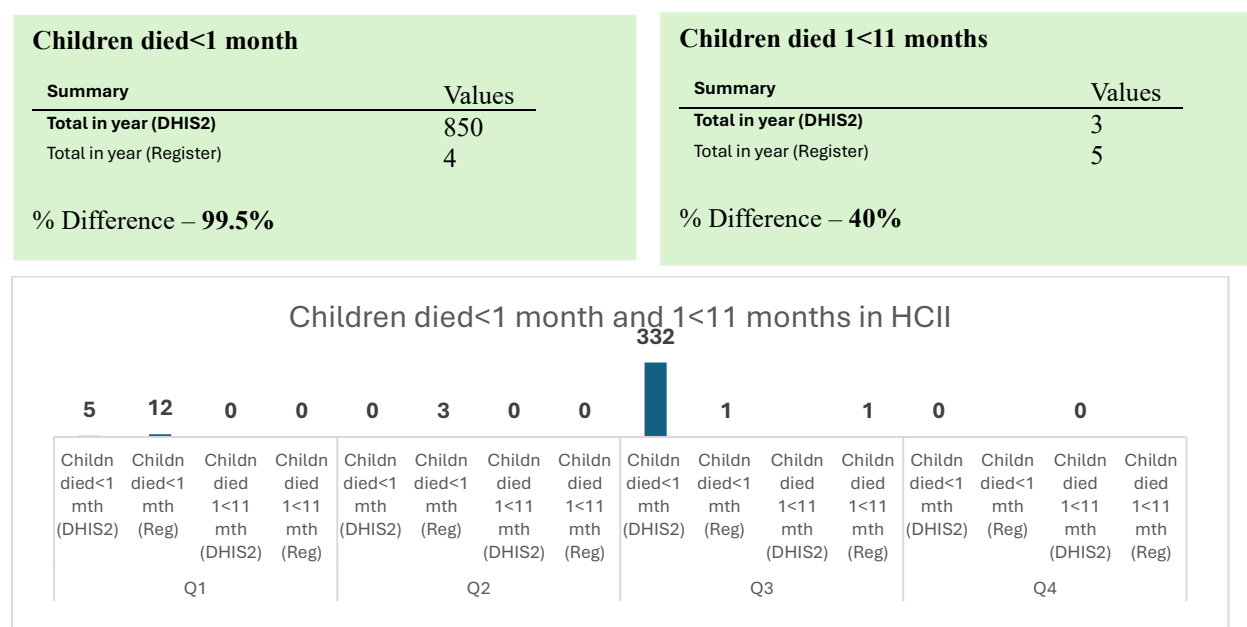 Children died<1 month
Summary Values
Total in year (DHIS2) 850
Total in year (Register) 4
% Difference – 99.5%
Children died 1<11 months
Summary Values
Total in year (DHIS2) 3
Total in year (Register) 5
% Difference – 40%
Children died<1 month and 1<11 months in HCII
332
5 12 0 0 0 3 0 0 1 1 0 0
Childn Childn Childn Childn Childn Childn Childn Childn Childn Childn Childn Childn Childn Childn Childn Childn
died<1 died<1 died died died<1 died<1 died died died<1 died<1 died died died<1 died<1 died died
mth mth 1<11 1<11 mth mth 1<11 1<11 mth mth 1<11 1<11 mth mth 1<11 1<11
(DHIS2) (Reg) mth mth (DHIS2) (Reg) mth mth (DHIS2) (Reg) mth mth (DHIS2) (Reg) mth mth
(DHIS2) (Reg) (DHIS2) (Reg) (DHIS2) (Reg) (DHIS2) (Reg)
Q1 Q2 Q3 Q4